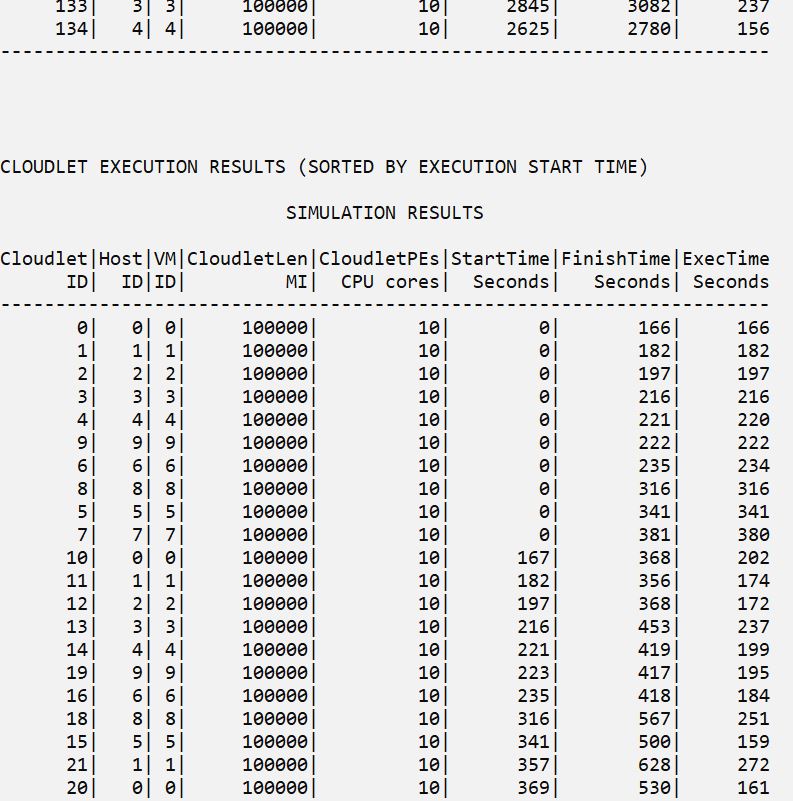 133|   3| 3|      100000|         10|     2845|      3082|     237
134|   4| 4|      100000|         10|     2625|      2780|     156
----------------------------------------------------------------------
CLOUDLET EXECUTION RESULTS (SORTED BY EXECUTION START TIME)
SIMULATION RESULTS
Cloudlet|Host|VM|CloudletLen|CloudletPEs|StartTime|FinishTime|ExecTime
      ID|  ID|ID|         MI|  CPU cores|  Seconds|   Seconds| Seconds
----------------------------------------------------------------------
       0|   0| 0|     100000|         10|        0|       166|     166
       1|   1| 1|     100000|         10|        0|       182|     182
       2|   2| 2|     100000|         10|        0|       197|     197
       3|   3| 3|     100000|         10|        0|       216|     216
       4|   4| 4|     100000|         10|        0|       221|     220
       9|   9| 9|     100000|         10|        0|       222|     222
       6|   6| 6|     100000|         10|        0|       235|     234
       8|   8| 8|     100000|         10|        0|       316|     316
       5|   5| 5|     100000|         10|        0|       341|     341
       7|   7| 7|     100000|         10|        0|       381|     380
      10|   0| 0|     100000|         10|      167|       368|     202
      11|   1| 1|     100000|         10|      182|       356|     174
      12|   2| 2|     100000|         10|      197|       368|     172
      13|   3| 3|     100000|         10|      216|       453|     237
      14|   4| 4|     100000|         10|      221|       419|     199
      19|   9| 9|     100000|         10|      223|       417|     195
      16|   6| 6|     100000|         10|      235|       418|     184
      18|   8| 8|     100000|         10|      316|       567|     251
      15|   5| 5|     100000|         10|      341|       500|     159
      21|   1| 1|     100000|         10|      357|       628|     272
      20|   0| 0|     100000|         10|      369|       530|     161